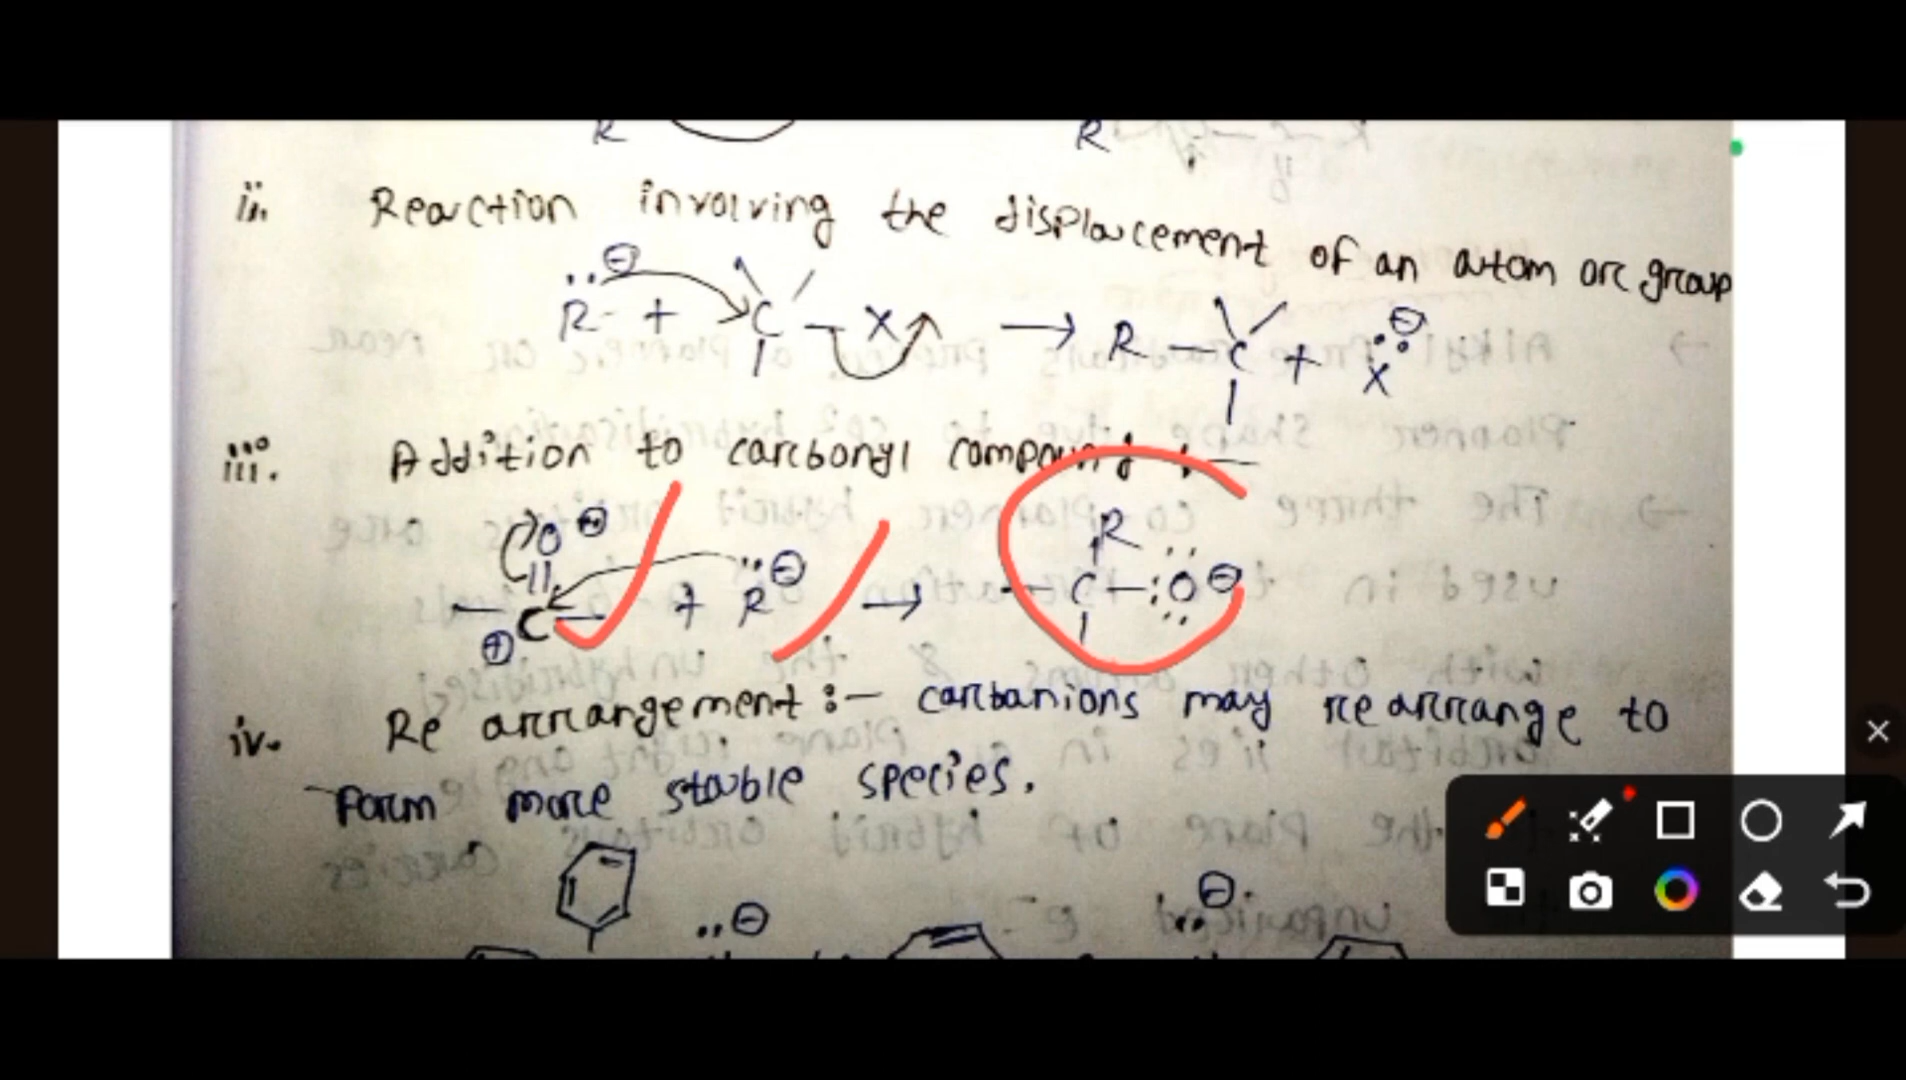 R R
ii. Reaction involving the displacement of an atom or group
R + C X → R C + X
iii. Addition to carbonyl compound :-
O
C + R → R C O
iv. Re arrangement :- carbanions may rearrange to
form more stable species.